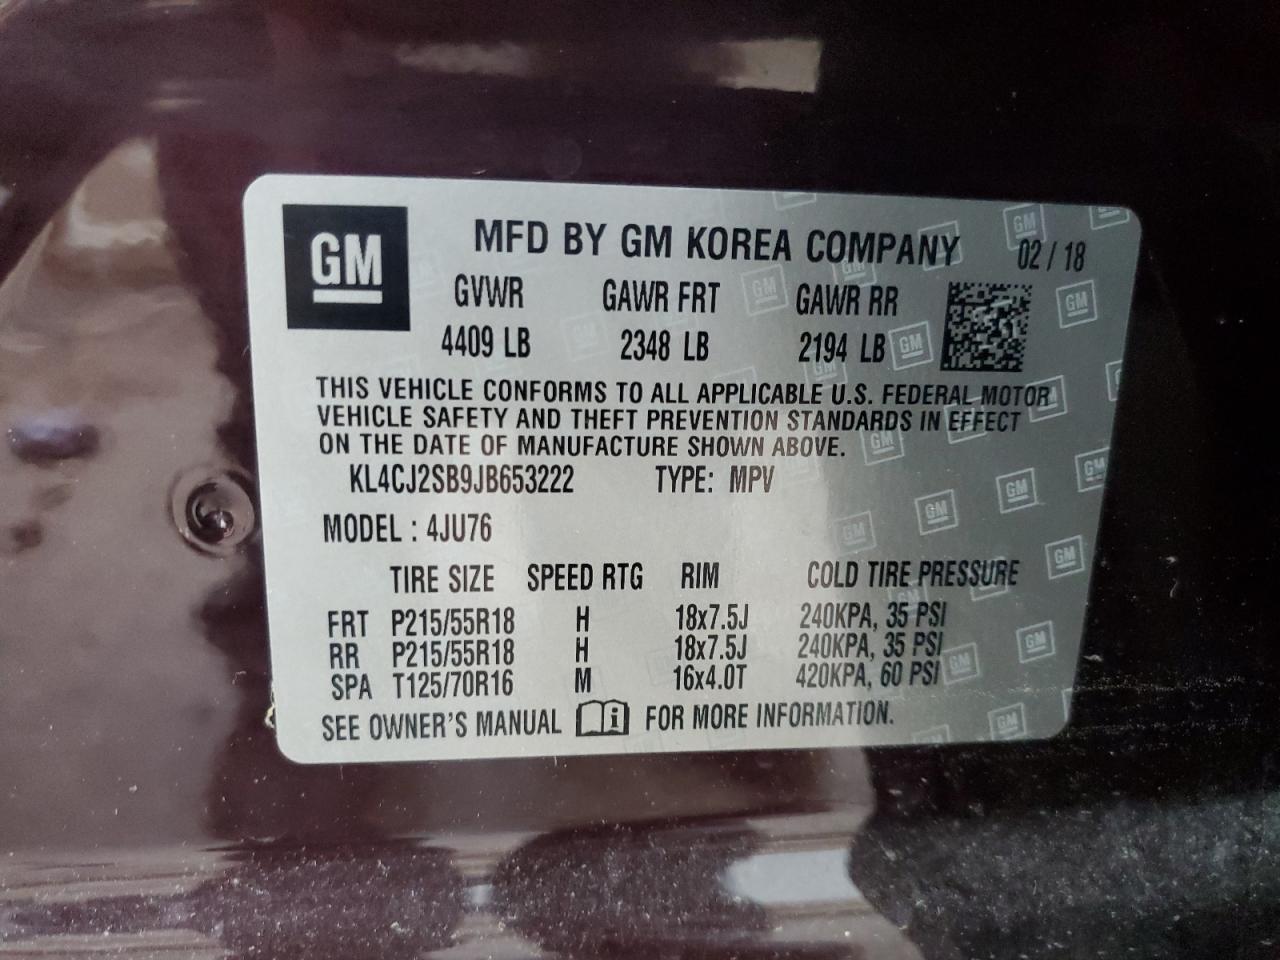 GM
MFD BY GM KOREA COMPANY 02/18
GVWR GAWR FRT GAWR RR
4409 LB 2348 LB 2194 LB
THIS VEHICLE CONFORMS TO ALL APPLICABLE U.S. FEDERAL MOTOR
VEHICLE SAFETY AND THEFT PREVENTION STANDARDS IN EFFECT
ON THE DATE OF MANUFACTURE SHOWN ABOVE.
KL4CJ2SB9JB653222 TYPE: MPV
MODEL : 4JU76
TIRE SIZE SPEED RTG RIM COLD TIRE PRESSURE
FRT P215/55R18 H 18x7.5J 240KPA, 35 PSI
RR P215/55R18 H 18x7.5J 240KPA, 35 PSI
SPA T125/70R16 M 16x4.0T 420KPA, 60 PSI
SEE OWNER'S MANUAL FOR MORE INFORMATION.